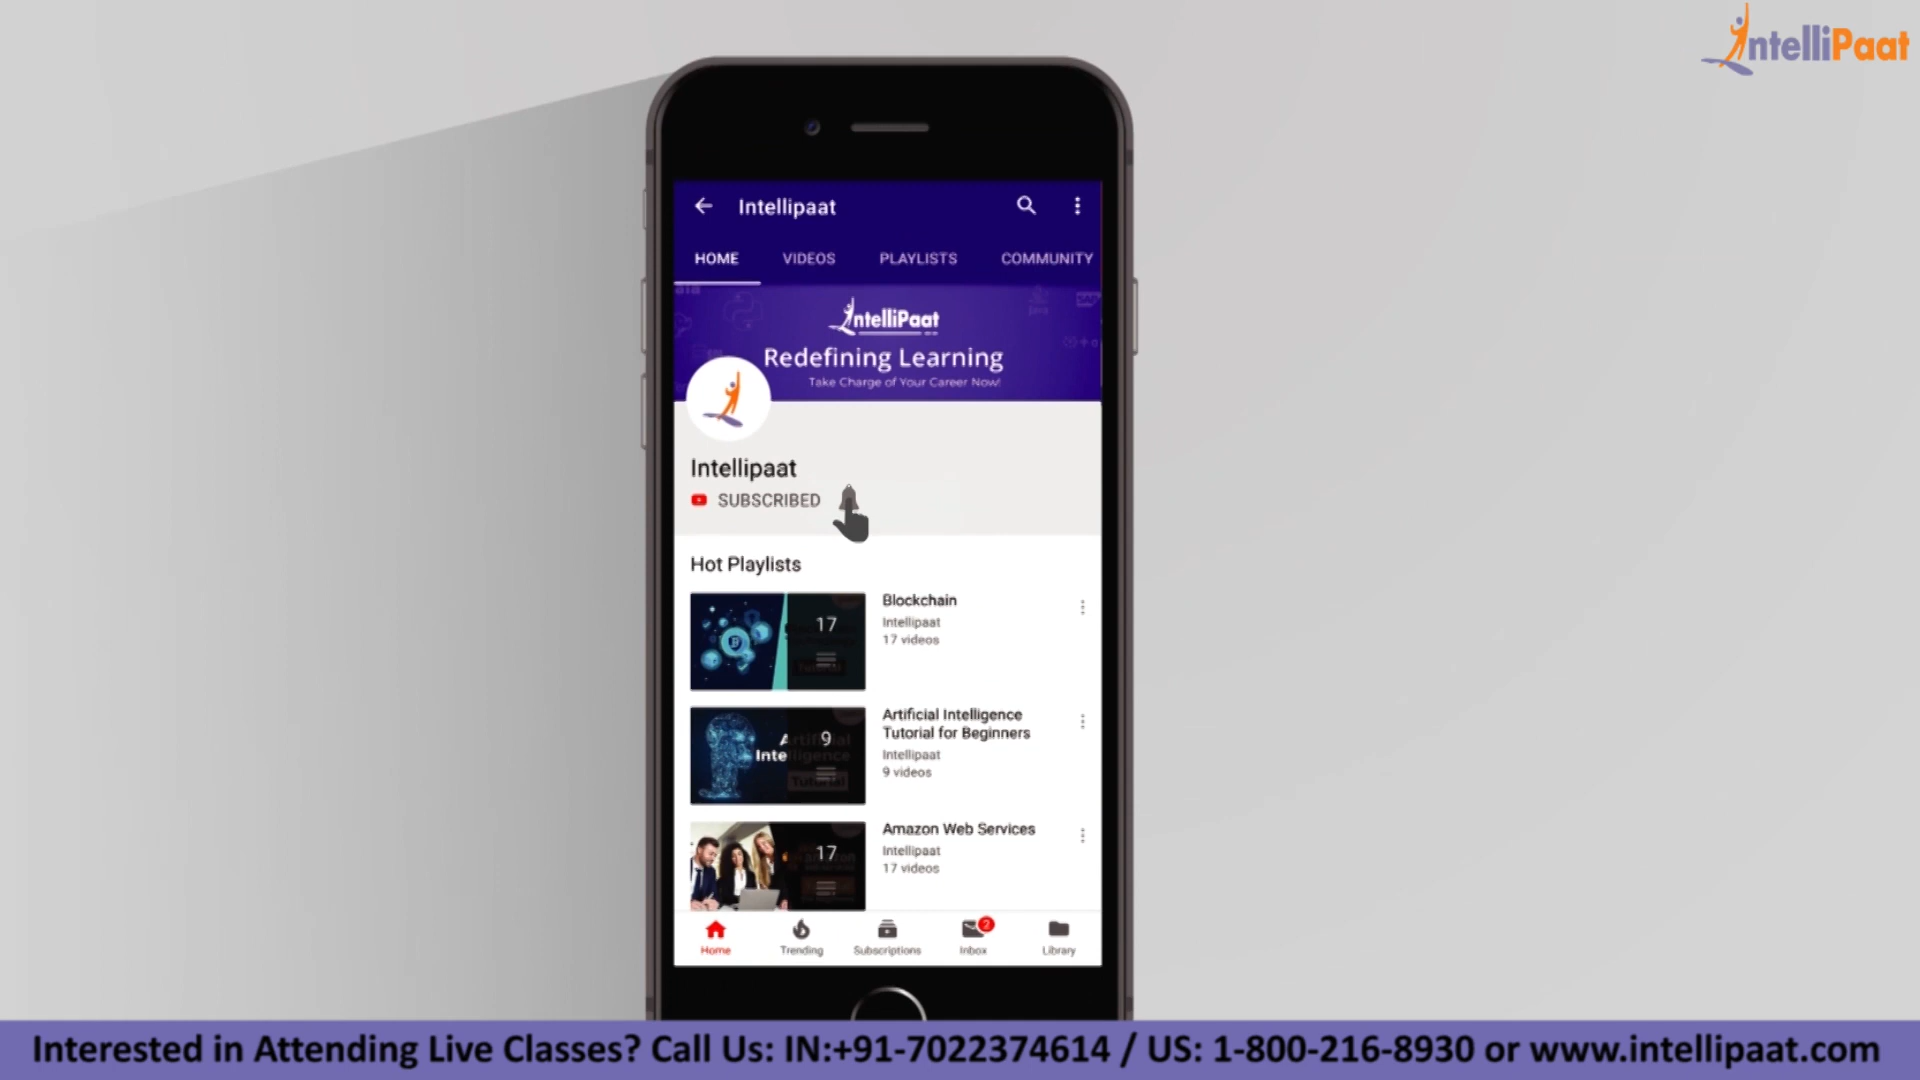 IntelliPaat
Intellipaat
HOME VIDEOS PLAYLISTS COMMUNITY
IntelliPaat
Redefining Learning
Take Charge of Your Career Now!
Intellipaat
SUBSCRIBED
Hot Playlists
17
Blockchain
Intellipaat
17 videos
9
Artificial
Intelligence
Tutorial
Artificial Intelligence
Tutorial for Beginners
Intellipaat
9 videos
17
Amazon Web Services
Intellipaat
17 videos
2
Home Trending Subscriptions Inbox Library
Interested in Attending Live Classes? Call Us: IN:+91-7022374614 / US: 1-800-216-8930 or www.intellipaat.com